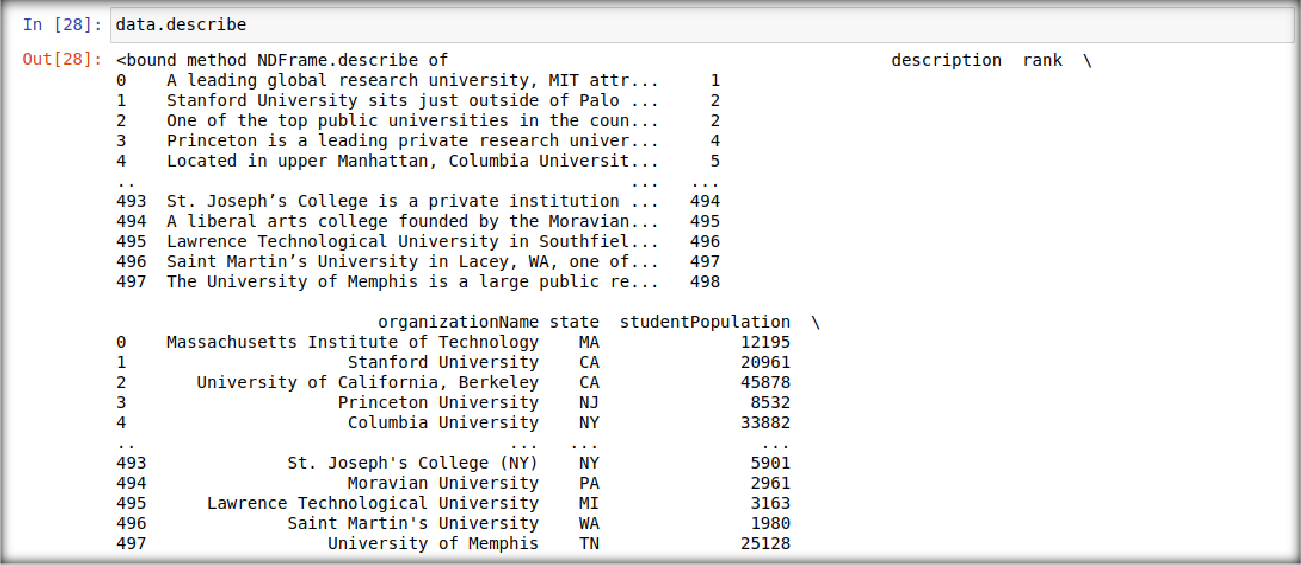 In [28]: data.describe
Out[28]: <bound method NDFrame.describe of                                            description  rank  \
0    A leading global research university, MIT attr...     1
1    Stanford University sits just outside of Palo ...     2
2    One of the top public universities in the coun...     2
3    Princeton is a leading private research univer...     4
4    Located in upper Manhattan, Columbia Universit...     5
..                                                 ...   ...
493  St. Joseph’s College is a private institution ...   494
494  A liberal arts college founded by the Moravian...   495
495  Lawrence Technological University in Southfiel...   496
496  Saint Martin’s University in Lacey, WA, one of...   497
497  The University of Memphis is a large public re...   498
organizationName state  studentPopulation  \
0    Massachusetts Institute of Technology    MA              12195
1                      Stanford University    CA              20961
2       University of California, Berkeley    CA              45878
3                     Princeton University    NJ               8532
4                      Columbia University    NY              33882
..                                     ...   ...                ...
493              St. Joseph's College (NY)    NY               5901
494                    Moravian University    PA               2961
495      Lawrence Technological University    MI               3163
496              Saint Martin's University    WA               1980
497                  University of Memphis    TN              25128